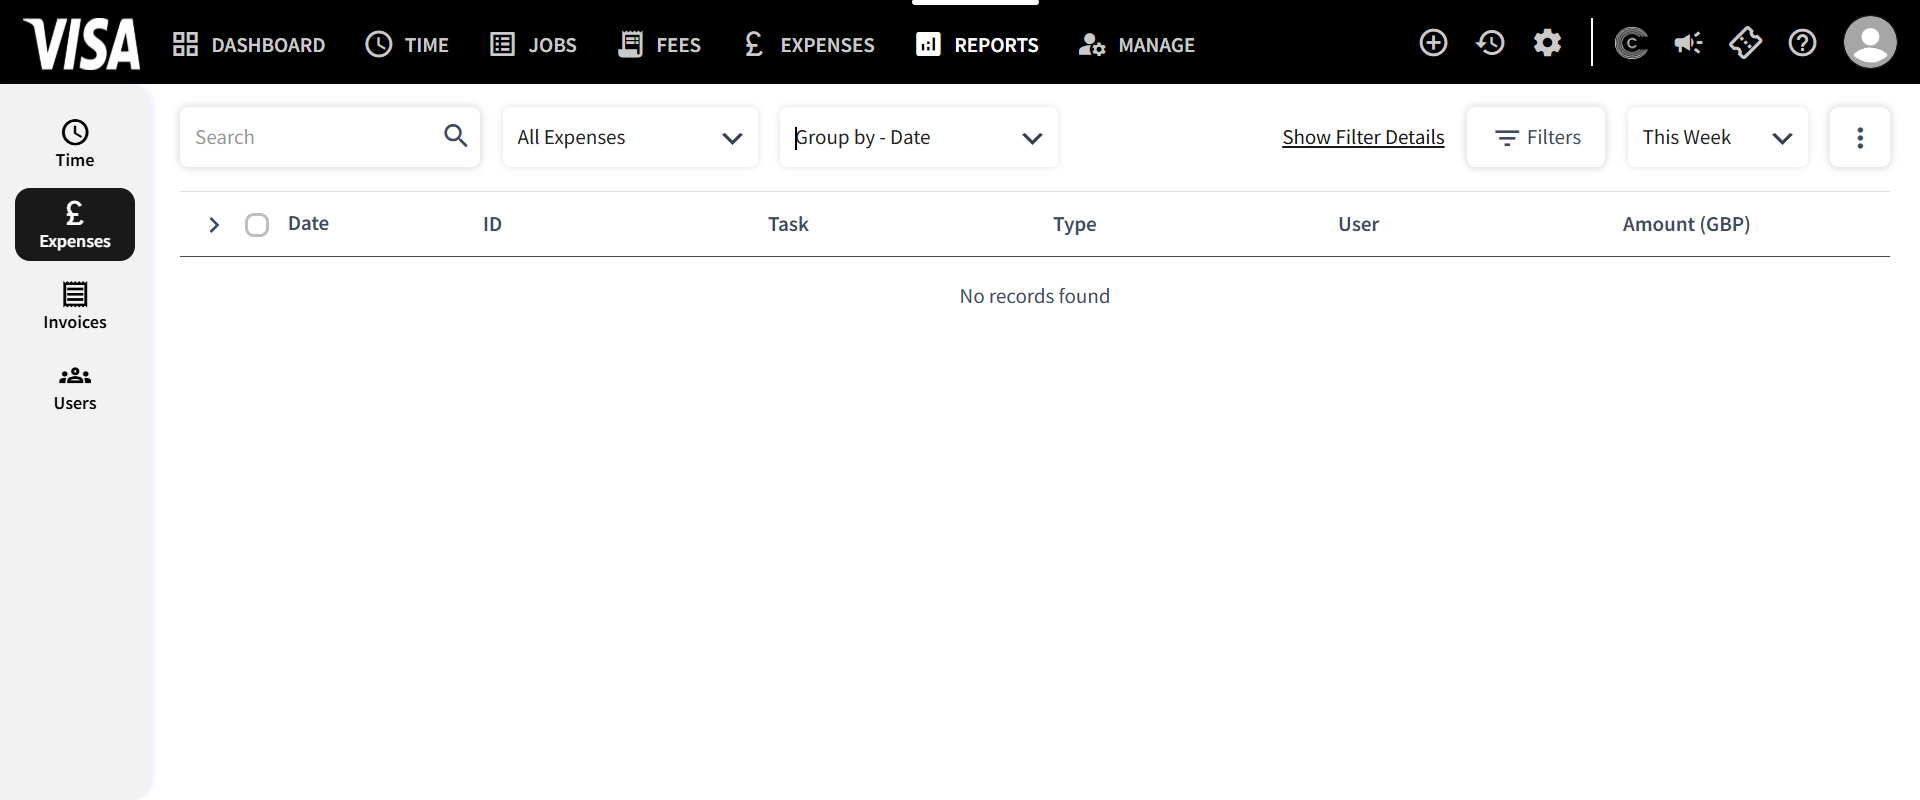 VISA DASHBOARD TIME JOBS FEES £ EXPENSES REPORTS MANAGE
Search All Expenses Group by - Date Show Filter Details Filters This Week
Time
£
Expenses
Invoices
Users
Date ID Task Type User Amount (GBP)
No records found